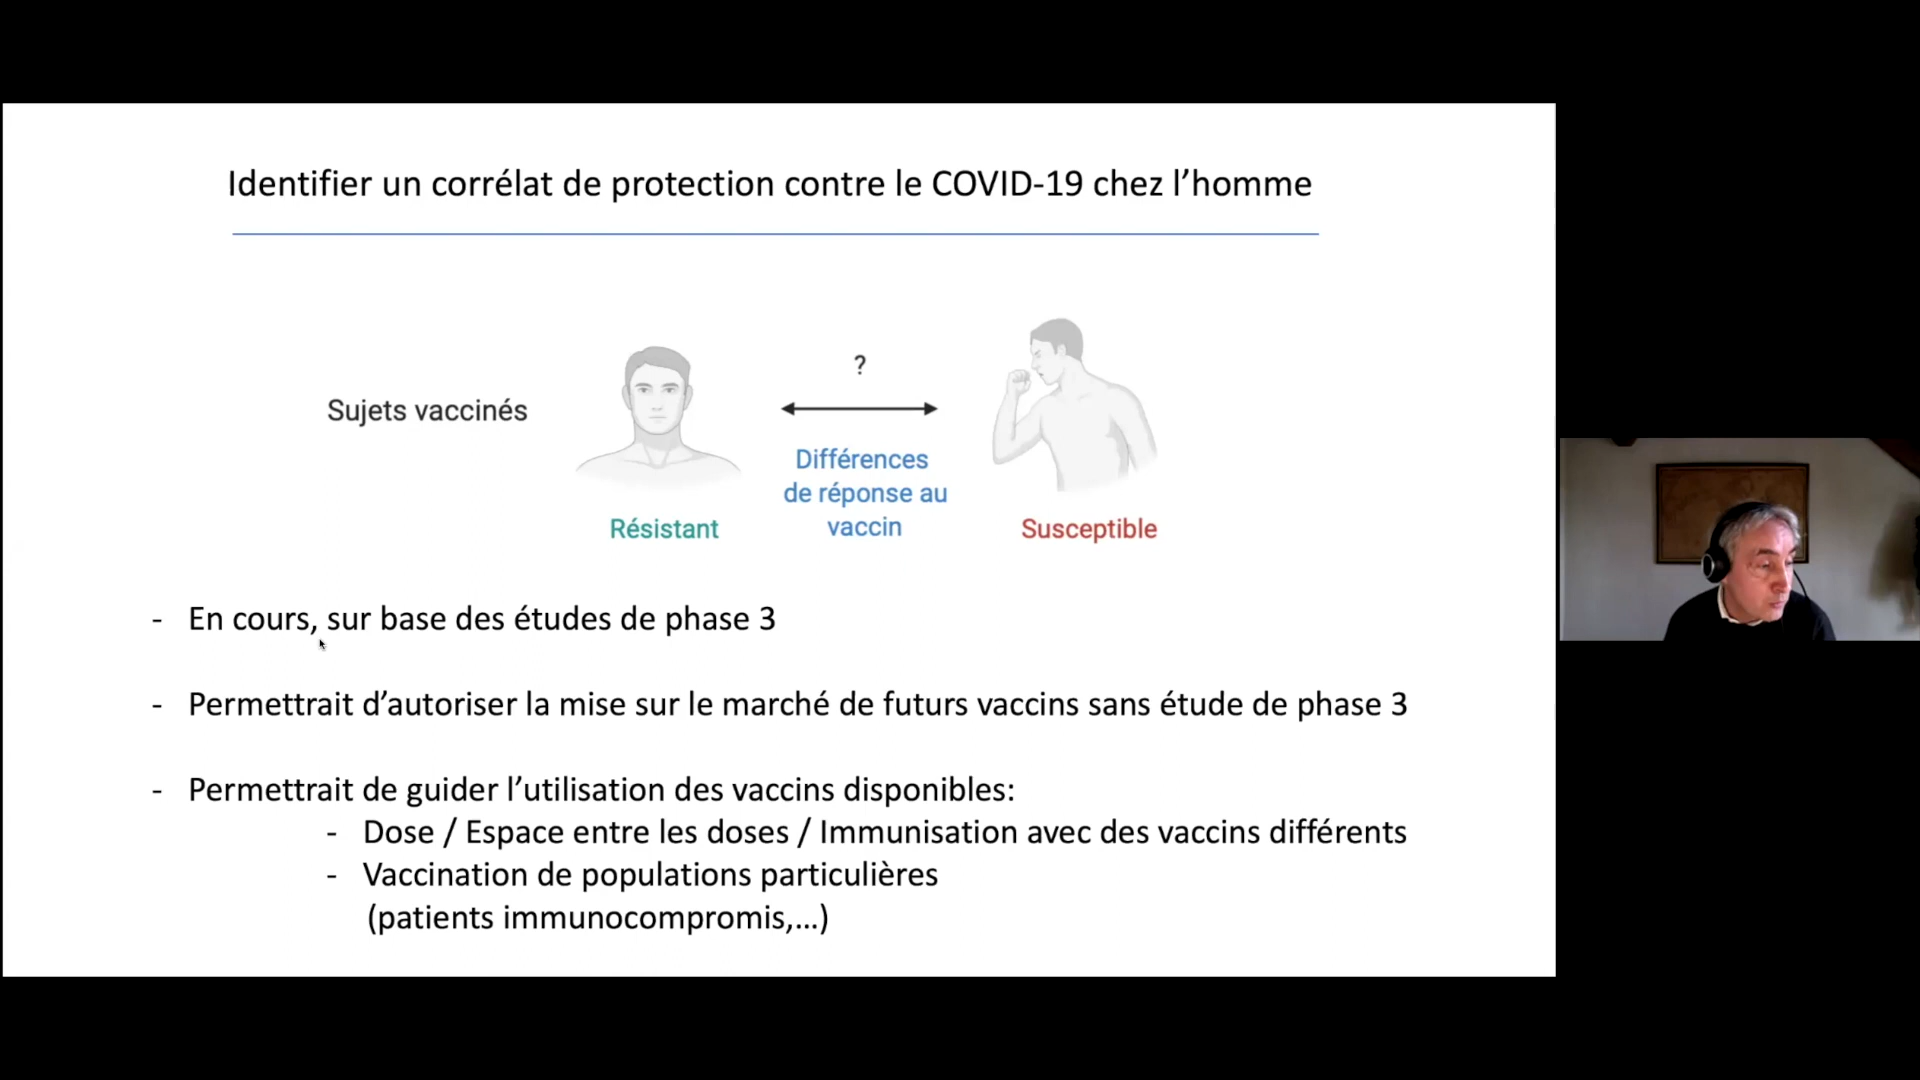 Identifier un corrélat de protection contre le COVID-19 chez l’homme
Sujets vaccinés
?
Différences
de réponse au
vaccin
Résistant
Susceptible
- En cours, sur base des études de phase 3
- Permettrait d’autoriser la mise sur le marché de futurs vaccins sans étude de phase 3
- Permettrait de guider l’utilisation des vaccins disponibles:
- Dose / Espace entre les doses / Immunisation avec des vaccins différents
- Vaccination de populations particulières
(patients immunocompromis,...)